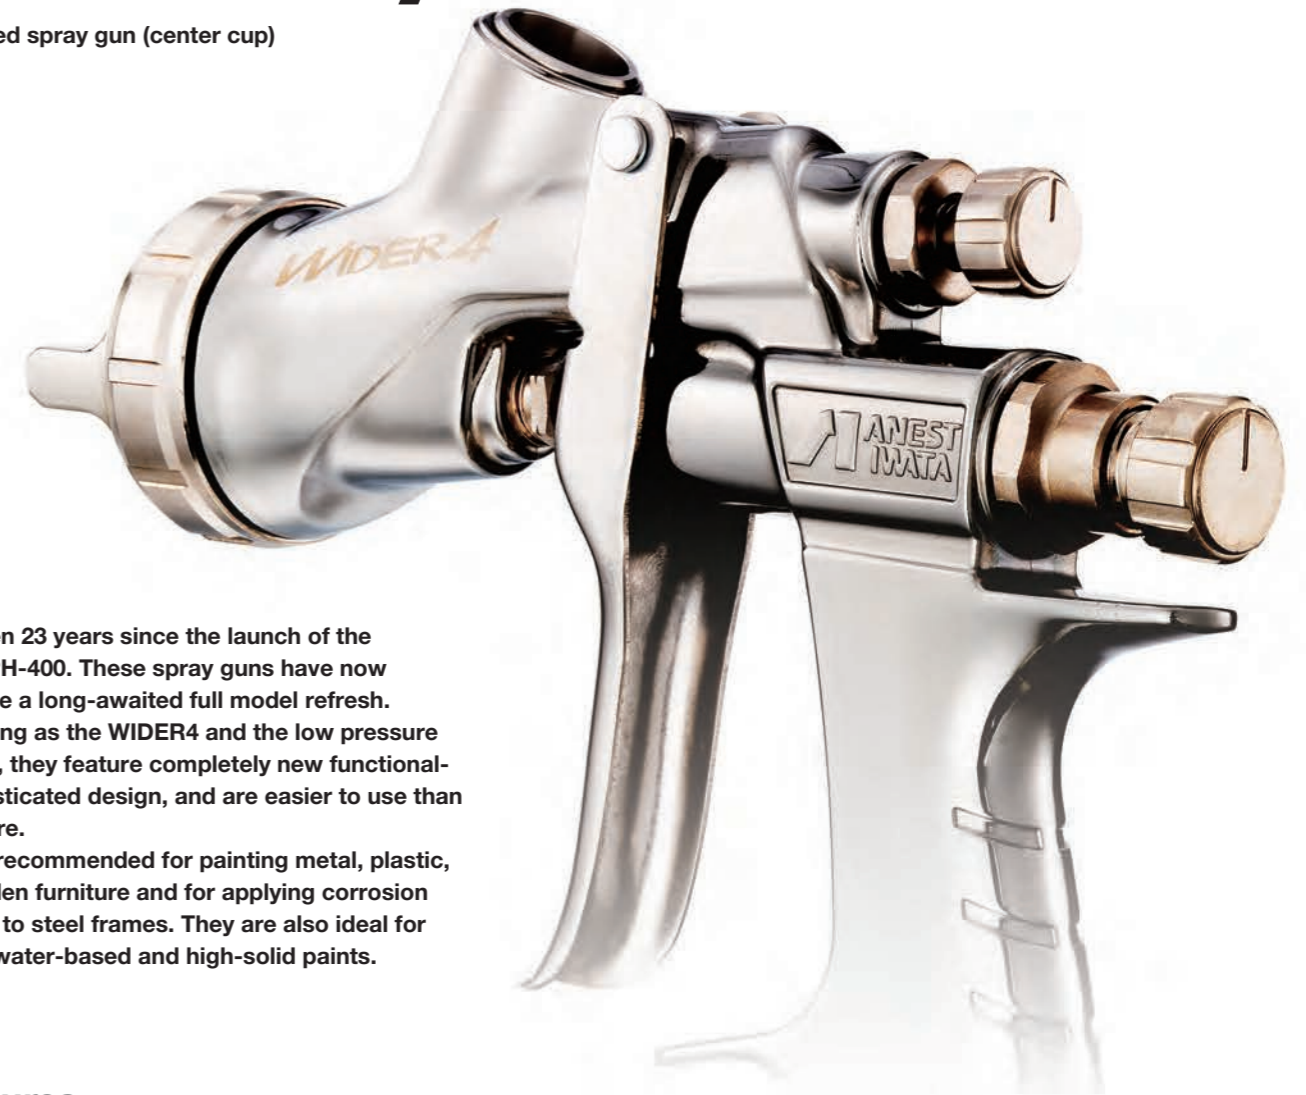 ed spray gun (center cup)
WIDER4
ANEST
IWATA
en 23 years since the launch of the
PH-400. These spray guns have now
e a long-awaited full model refresh.
ng as the WIDER4 and the low pressure
, they feature completely new functional-
sticated design, and are easier to use than
re.
recommended for painting metal, plastic,
den furniture and for applying corrosion
to steel frames. They are also ideal for
water-based and high-solid paints.